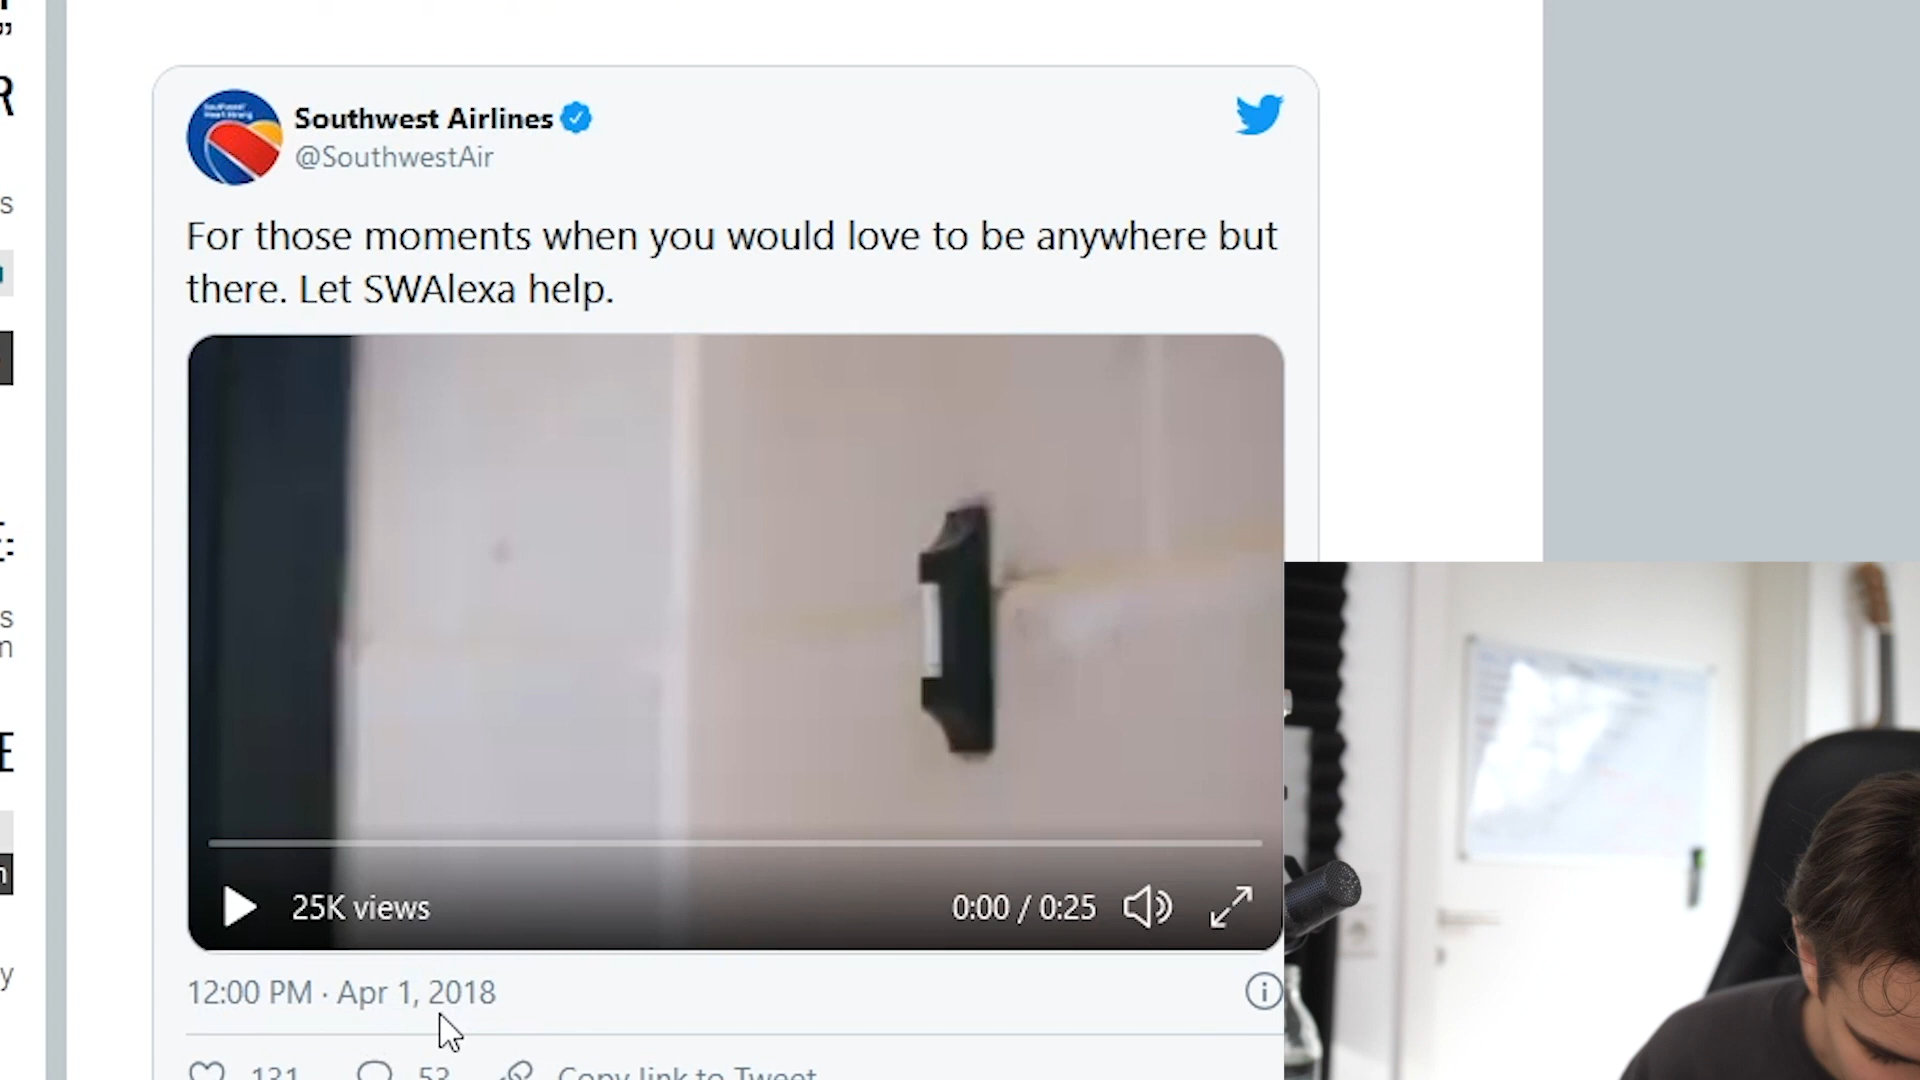 ”
R
s
E:
s
n
E
n
y
Southwest Airlines
@SouthwestAir
For those moments when you would love to be anywhere but
there. Let SWAlexa help.
25K views
0:00 / 0:25
12:00 PM · Apr 1, 2018
131 53 Copy link to Tweet